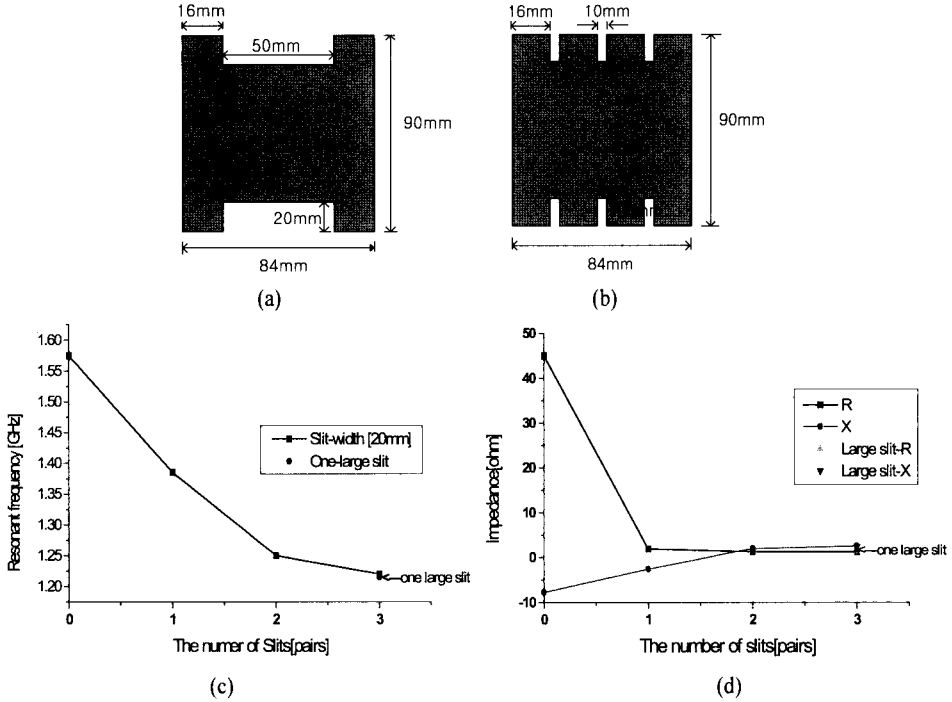 16mm
50mm
90mm
20mm
84mm
(a)
16mm
10mm
90mm
84mm
(b)
1.60
1.55
1.50
1.45
1.40
1.35
1.30
1.25
1.20
Resonant frequency [GHz]
Slit-width [20mm]
One-large slit
one large slit
0
1
2
3
The numer of Slits[pairs]
(c)
50
40
30
20
10
0
-10
Impedance[ohm]
R
X
Large slit-R
Large slit-X
one large slit
0
1
2
3
The number of slits[pairs]
(d)